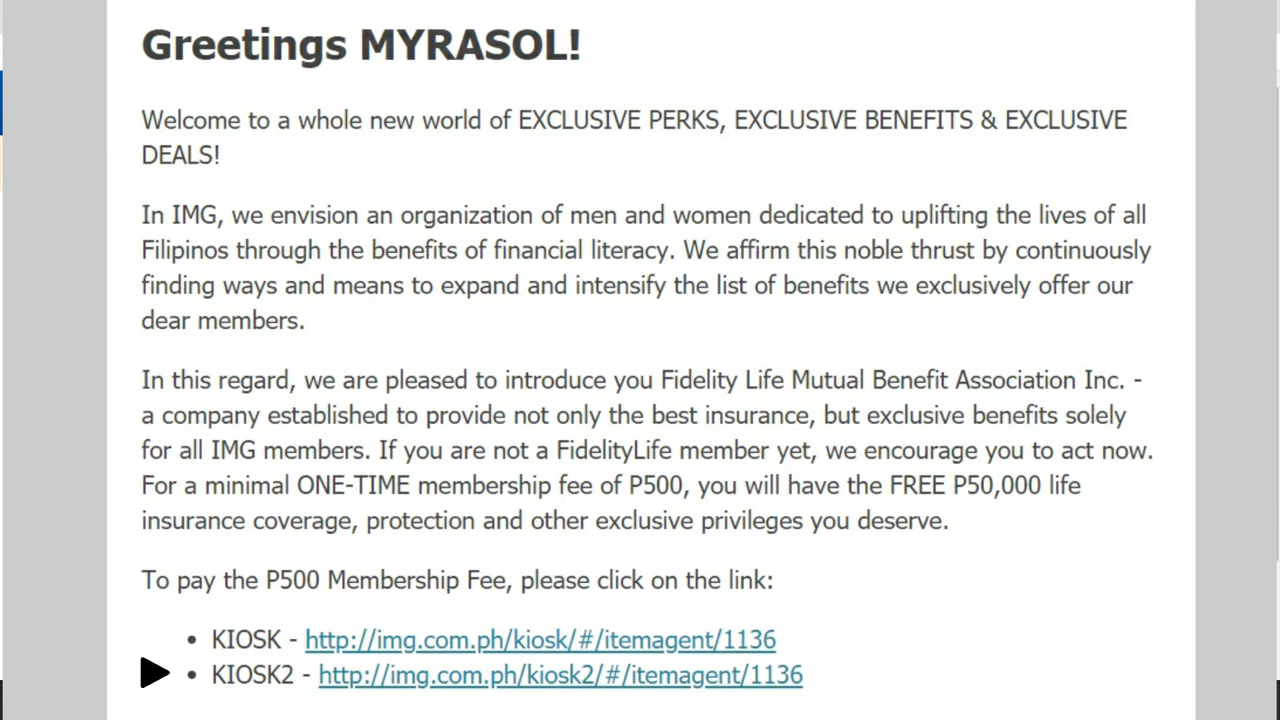 Greetings MYRASOL!
Welcome to a whole new world of EXCLUSIVE PERKS, EXCLUSIVE BENEFITS & EXCLUSIVE
DEALS!
In IMG, we envision an organization of men and women dedicated to uplifting the lives of all
Filipinos through the benefits of financial literacy. We affirm this noble thrust by continuously
finding ways and means to expand and intensify the list of benefits we exclusively offer our
dear members.
In this regard, we are pleased to introduce you Fidelity Life Mutual Benefit Association Inc. -
a company established to provide not only the best insurance, but exclusive benefits solely
for all IMG members. If you are not a FidelityLife member yet, we encourage you to act now.
For a minimal ONE-TIME membership fee of P500, you will have the FREE P50,000 life
insurance coverage, protection and other exclusive privileges you deserve.
To pay the P500 Membership Fee, please click on the link:
• KIOSK - http://img.com.ph/kiosk/#/itemagent/1136
• KIOSK2 - http://img.com.ph/kiosk2/#/itemagent/1136